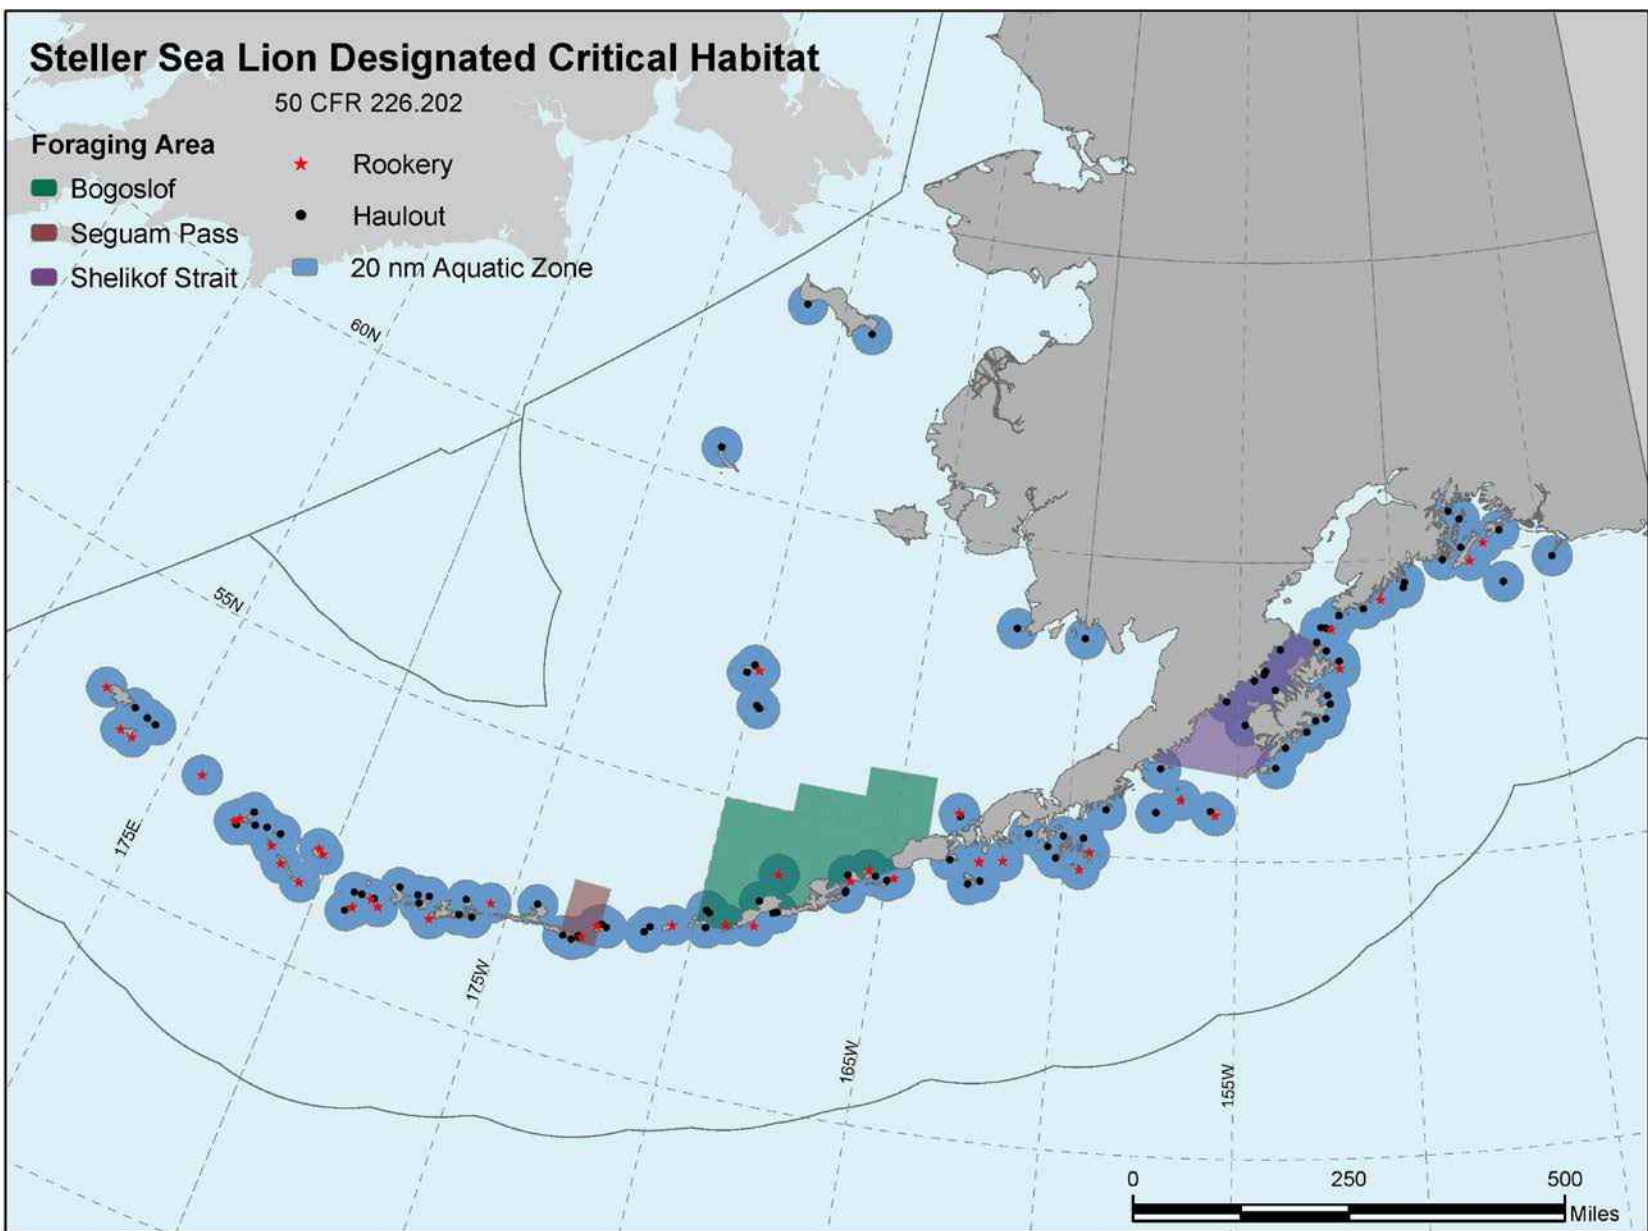 Steller Sea Lion Designated Critical Habitat
50 CFR 226.202
Foraging Area
Bogoslof
Seguam Pass
Shelikof Strait
Rookery
Haulout
20 nm Aquatic Zone
60N
55N
175E
175W
165W
155W
0 250 500
Miles